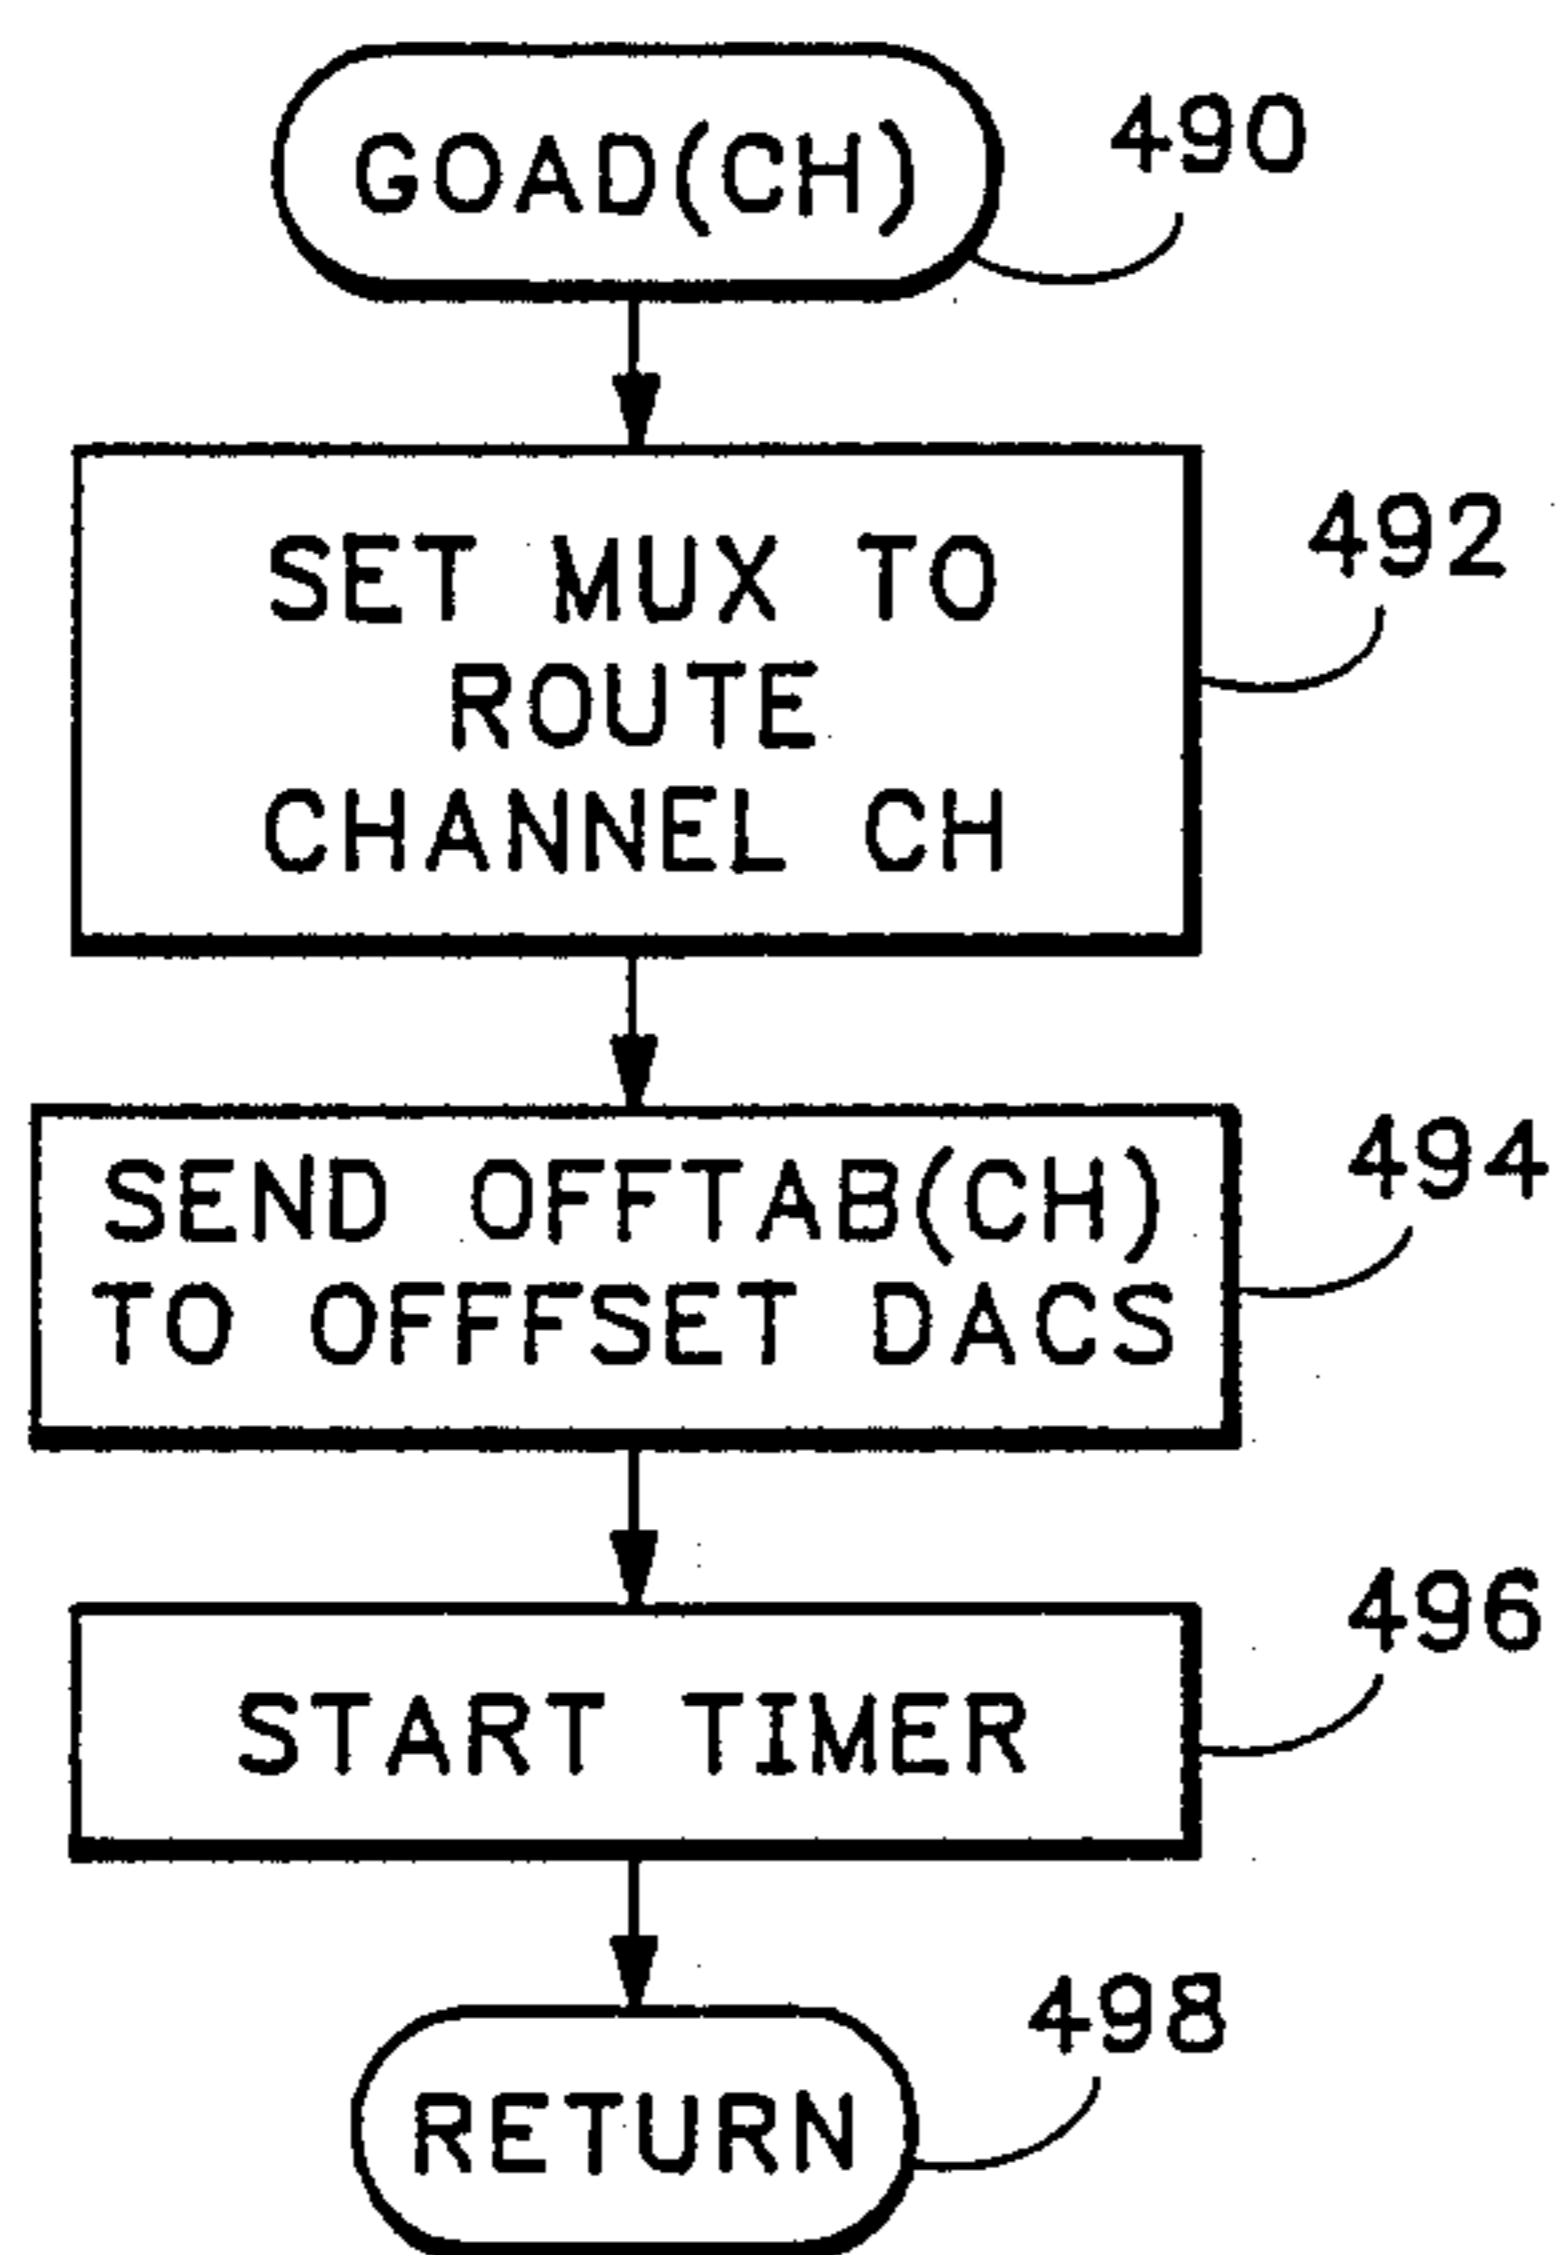 GOAD(CH)
490
SET MUX TO
ROUTE
CHANNEL CH
492
SEND OFFTAB(CH)
TO OFFFSET DACS
494
START TIMER
496
RETURN
498